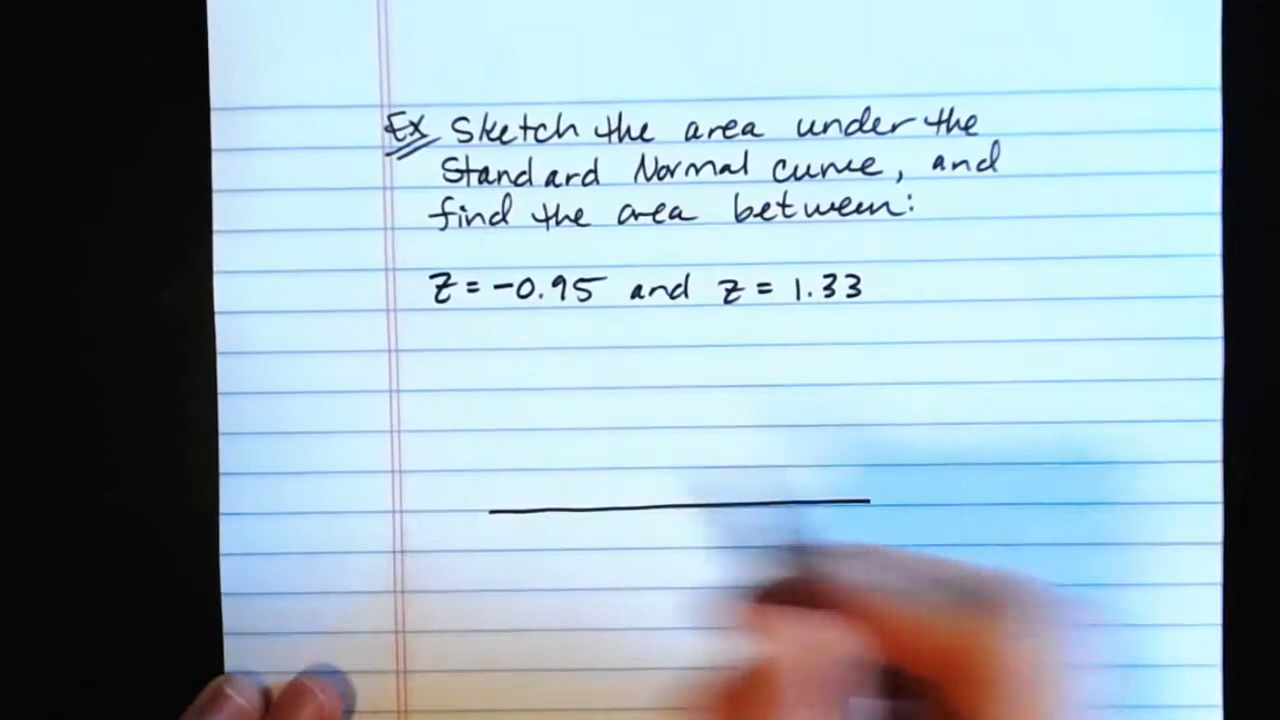 Ex Sketch the area under the
Standard Normal curve, and
find the area between:
z = -0.95 and z = 1.33